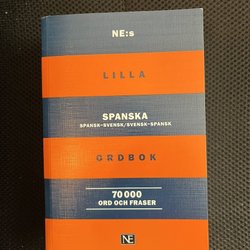 NE:s
LILLA
SPANSKA
SPANSK–SVENSK/SVENSK–SPANSK
ORDBOK
70 000
ORD OCH FRASER
NE